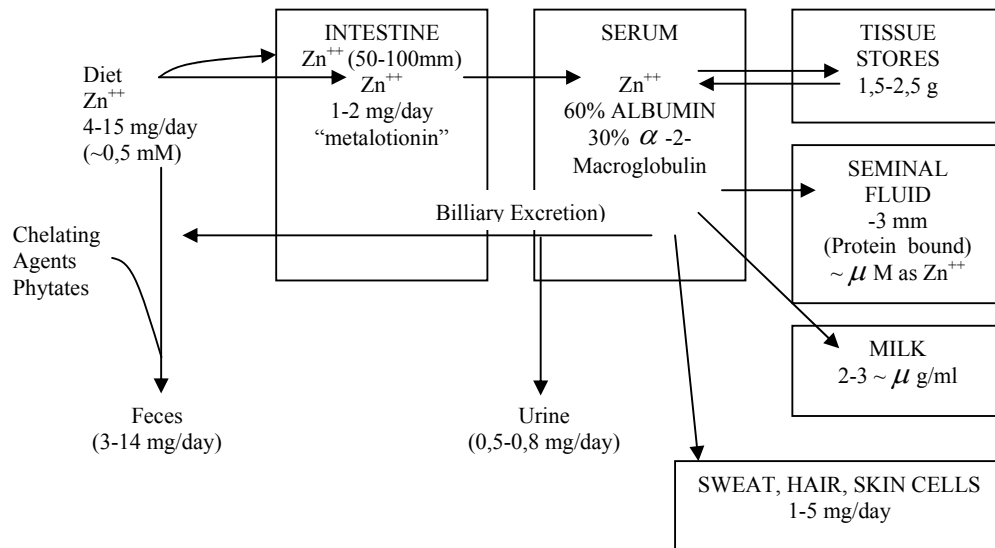 Diet
Zn++
4-15 mg/day
(~0,5 mM)
Chelating
Agents
Phytates
Feces
(3-14 mg/day)
INTESTINE
Zn++ (50-100mm)
Zn++
1-2 mg/day
“metalotionin”
SERUM
Zn++
60% ALBUMIN
30% α -2-
Macroglobulin
Billiary Excretion)
Urine
(0,5-0,8 mg/day)
TISSUE
STORES
1,5-2,5 g
SEMINAL
FLUID
-3 mm
(Protein bound)
~ μ M as Zn++
MILK
2-3 ~ μ g/ml
SWEAT, HAIR, SKIN CELLS
1-5 mg/day